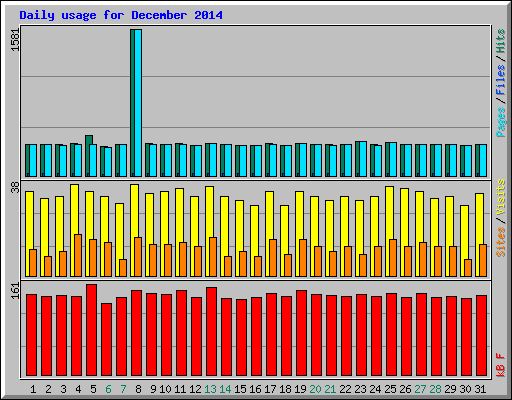 Daily usage for December 2014
1581
Pages / Files / Hits
38
Sites / Visits
161
kB F
1 2 3 4 5 6 7 8 9 10 11 12 13 14 15 16 17 18 19 20 21 22 23 24 25 26 27 28 29 30 31